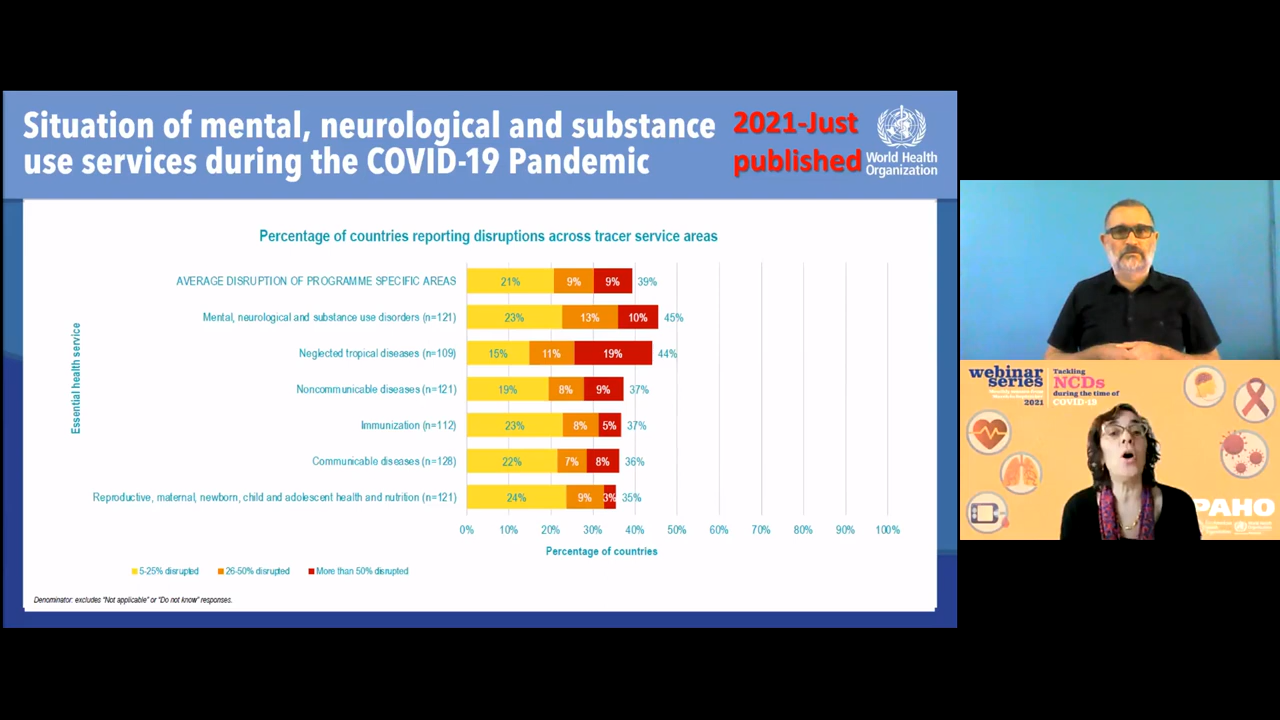 Situation of mental, neurological and substance
use services during the COVID-19 Pandemic
2021-Just
published
World Health
Organization
Percentage of countries reporting disruptions across tracer service areas
Essential health service
AVERAGE DISRUPTION OF PROGRAMME SPECIFIC AREAS 21% 9% 9% 39%
Mental, neurological and substance use disorders (n=121) 23% 13% 10% 45%
Neglected tropical diseases (n=109) 15% 11% 19% 44%
Noncommunicable diseases (n=121) 19% 8% 9% 37%
Immunization (n=112) 23% 8% 5% 37%
Communicable diseases (n=128) 22% 7% 8% 36%
Reproductive, maternal, newborn, child and adolescent health and nutrition (n=121) 24% 9% 3% 35%
0% 10% 20% 30% 40% 50% 60% 70% 80% 90% 100%
Percentage of countries
5-25% disrupted 26-50% disrupted More than 50% disrupted
Denominator: excludes "Not applicable" or "Do not know" responses.
webinar
series
2021
Tackling
NCDs
during the time of
COVID-19
PAHO